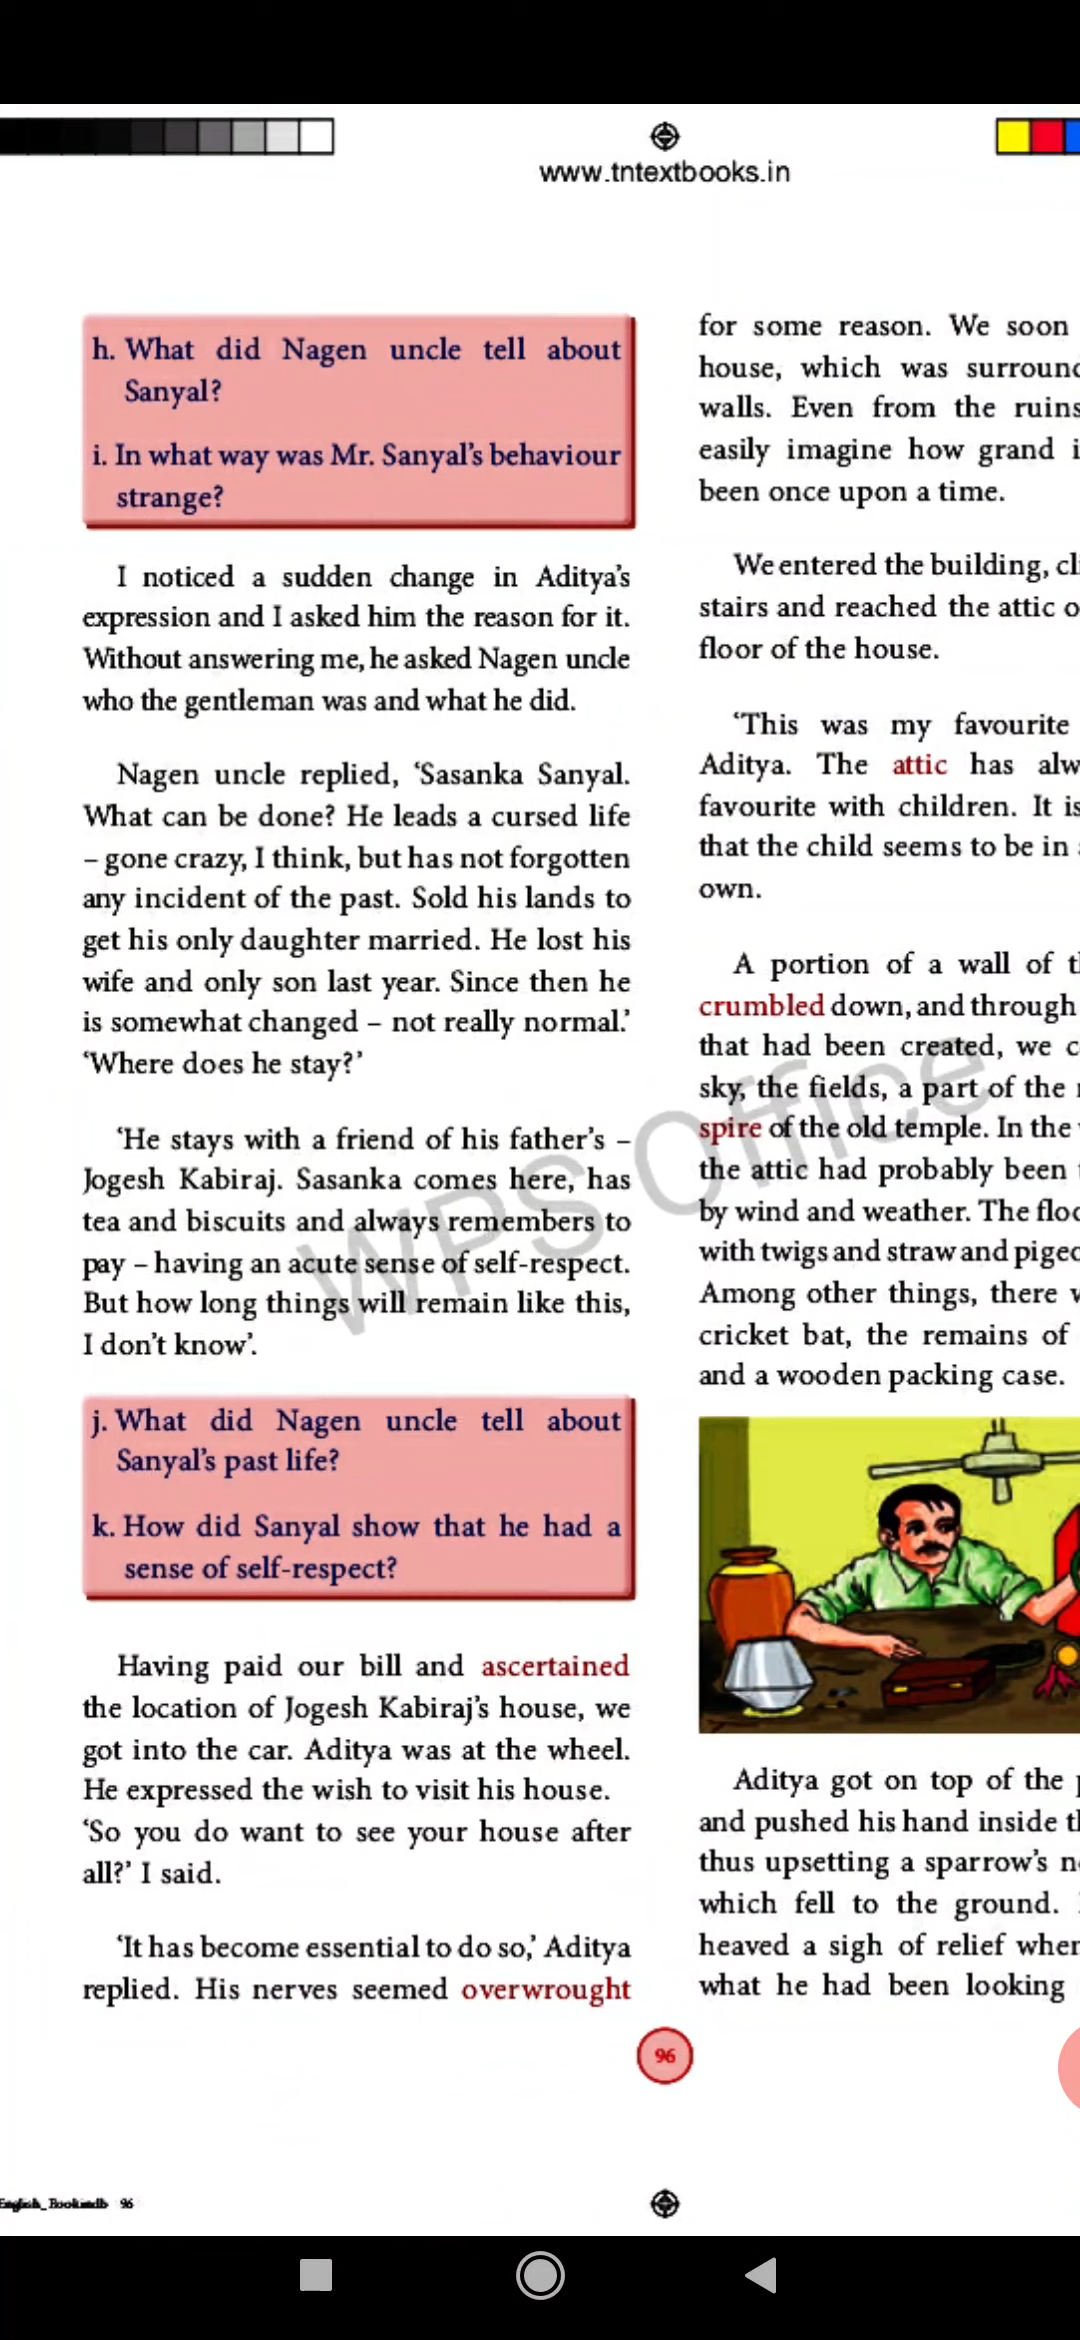 www.tntextbooks.in
h. What did Nagen uncle tell about
Sanyal?
i. In what way was Mr. Sanyal's behaviour
strange?
I noticed a sudden change in Aditya's
expression and I asked him the reason for it.
Without answering me, he asked Nagen uncle
who the gentleman was and what he did.
Nagen uncle replied, ‘Sasanka Sanyal.
What can be done? He leads a cursed life
– gone crazy, I think, but has not forgotten
any incident of the past. Sold his lands to
get his only daughter married. He lost his
wife and only son last year. Since then he
is somewhat changed – not really normal.’
‘Where does he stay?’
‘He stays with a friend of his father's –
Jogesh Kabiraj. Sasanka comes here, has
tea and biscuits and always remembers to
pay – having an acute sense of self-respect.
But how long things will remain like this,
I don't know’.
j. What did Nagen uncle tell about
Sanyal's past life?
k. How did Sanyal show that he had a
sense of self-respect?
Having paid our bill and ascertained
the location of Jogesh Kabiraj's house, we
got into the car. Aditya was at the wheel.
He expressed the wish to visit his house.
‘So you do want to see your house after
all?’ I said.
‘It has become essential to do so,’ Aditya
replied. His nerves seemed overwrought
for some reason. We soon
house, which was
walls. Even from the
easily imagine how grand
been once upon a time.
We entered the building,
stairs and reached the attic
floor of the house.
‘This was my favourite
Aditya. The attic has
favourite with children. It
that the child seems to be in
own.
A portion of a wall of
crumbled down, and through
that had been created, we
sky, the fields, a part of the
spire of the old temple. In the
the attic had probably been
by wind and weather. The
with twigs and straw and
Among other things, there
cricket bat, the remains of
and a wooden packing case.
Aditya got on top of the
and pushed his hand inside
thus upsetting a sparrow's
which fell to the ground.
heaved a sigh of relief
what he had been looking
96
WPS Office
English_Book.indb 96